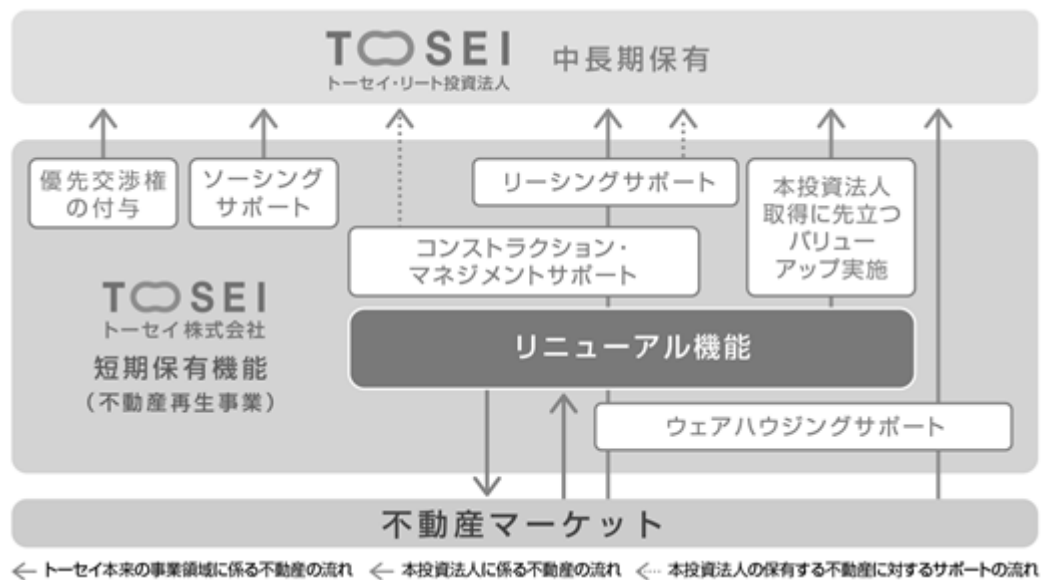 TOSEI
トーセイ・リート投資法人
中長期保有
優先交渉権
の付与
ソーシング
サポート
リーシングサポート
本投資法人
取得に先立つ
バリュー
アップ実施
コンストラクション・
マネジメントサポート
TOSEI
トーセイ株式会社
短期保有機能
(不動産再生事業)
リニューアル機能
ウェアハウジングサポート
不動産マーケット
トーセイ本来の事業領域に係る不動産の流れ
本投資法人に係る不動産の流れ
本投資法人の保有する不動産に対するサポートの流れ